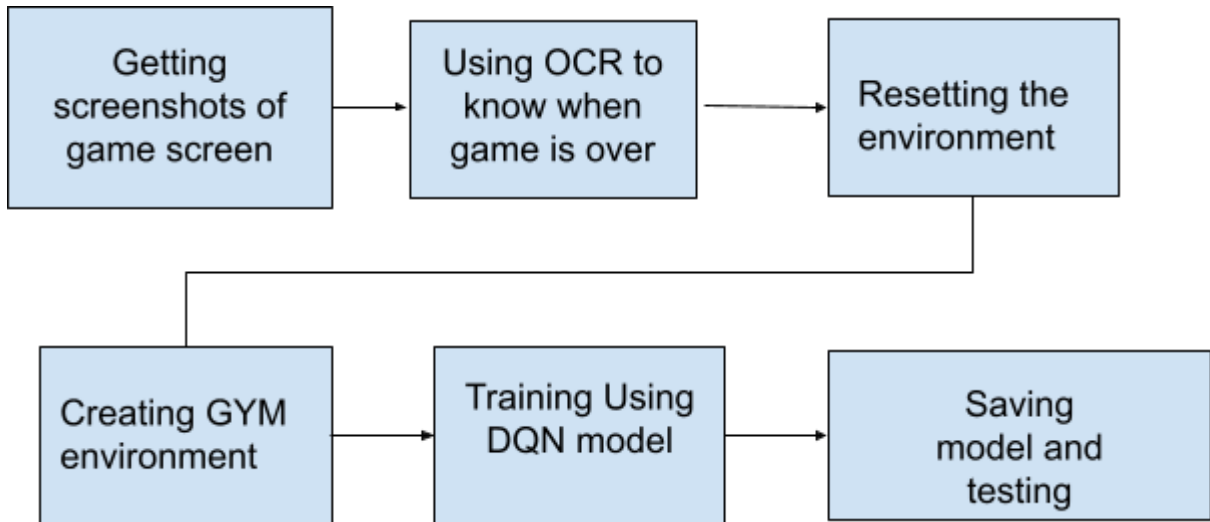 Getting
screenshots of
game screen
Using OCR to
know when
game is over
Resetting the
environment
Creating GYM
environment
Training Using
DQN model
Saving
model and
testing